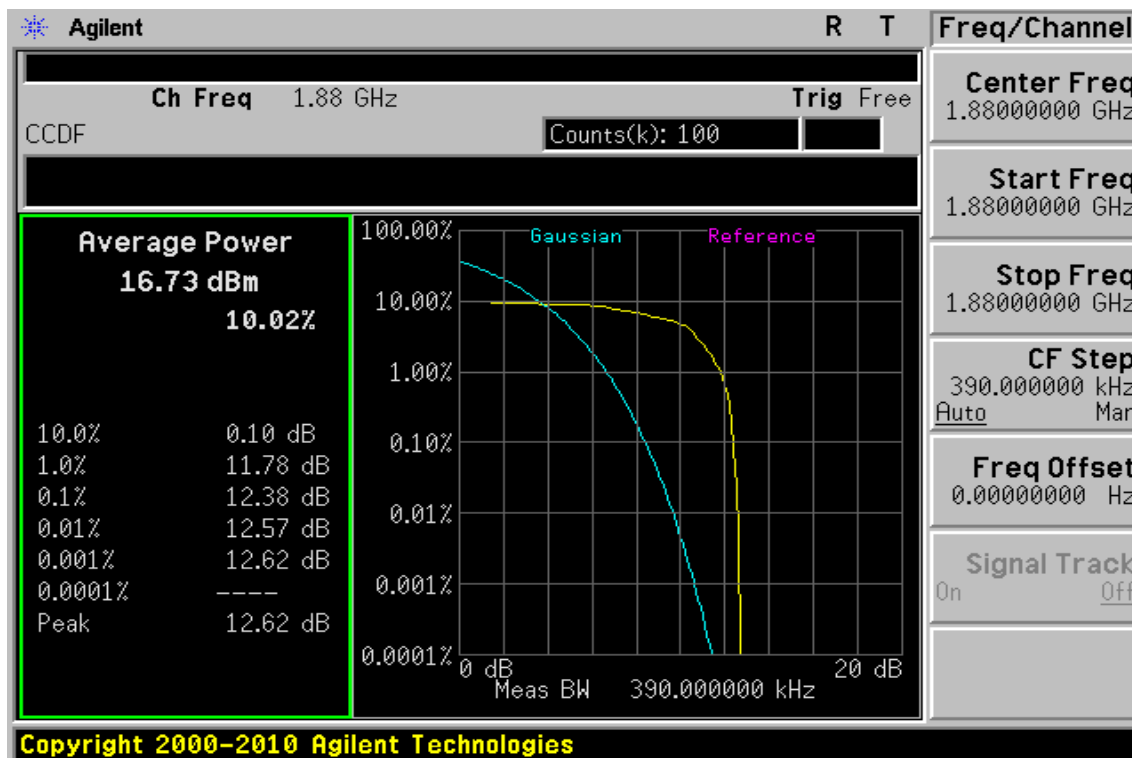 Agilent R T
Freq/Channel
Ch Freq 1.88 GHz Trig Free
CCDF Counts(k): 100
Average Power
16.73 dBm
10.02%
10.0% 0.10 dB
1.0% 11.78 dB
0.1% 12.38 dB
0.01% 12.57 dB
0.001% 12.62 dB
0.0001% ----
Peak 12.62 dB
Gaussian Reference
100.00%
10.00%
1.00%
0.10%
0.01%
0.001%
0.0001%
0 dB 20 dB
Meas BW 390.000000 kHz
Center Freq
1.88000000 GHz
Start Freq
1.88000000 GHz
Stop Freq
1.88000000 GHz
CF Step
390.000000 kHz
Auto Man
Freq Offset
0.00000000 Hz
Signal Track
On Off
Copyright 2000-2010 Agilent Technologies